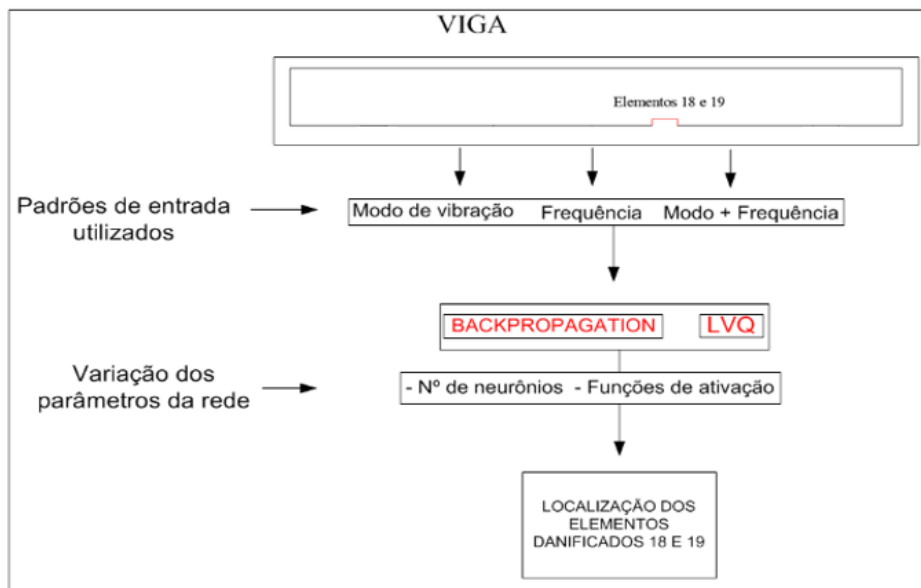 VIGA
Elementos 18 e 19
Padrões de entrada
utilizados
Modo de vibração Frequência Modo + Frequência
BACKPROPAGATION LVQ
Variação dos
parâmetros da rede
- Nº de neurônios - Funções de ativação
LOCALIZAÇÃO DOS
ELEMENTOS
DANIFICADOS 18 E 19